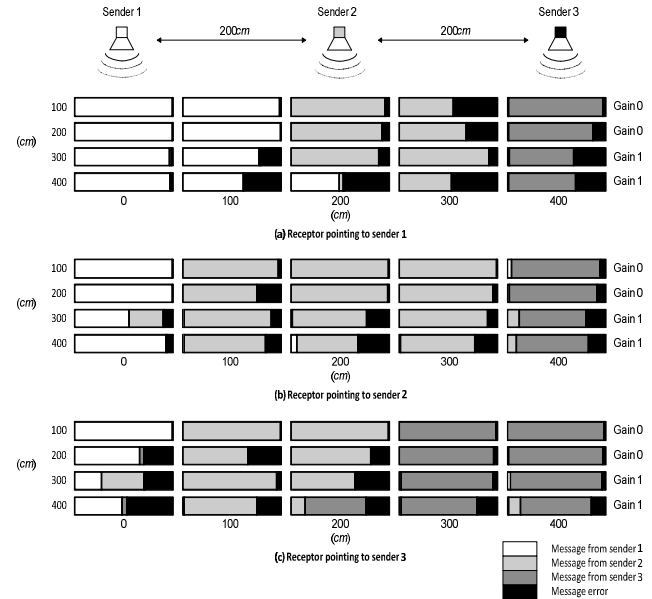 Sender 1 Sender 2 Sender 3
200cm 200cm
100 Gain 0
200 Gain 0
(cm)
300 Gain 1
400 Gain 1
0 100 200 300 400
(cm)
(a) Receptor pointing to sender 1
100 Gain 0
200 Gain 0
(cm)
300 Gain 1
400 Gain 1
0 100 200 300 400
(cm)
(b) Receptor pointing to sender 2
100 Gain 0
200 Gain 0
(cm)
300 Gain 1
400 Gain 1
0 100 200 300 400
(cm)
(c) Receptor pointing to sender 3
Message from sender 1
Message from sender 2
Message from sender 3
Message error